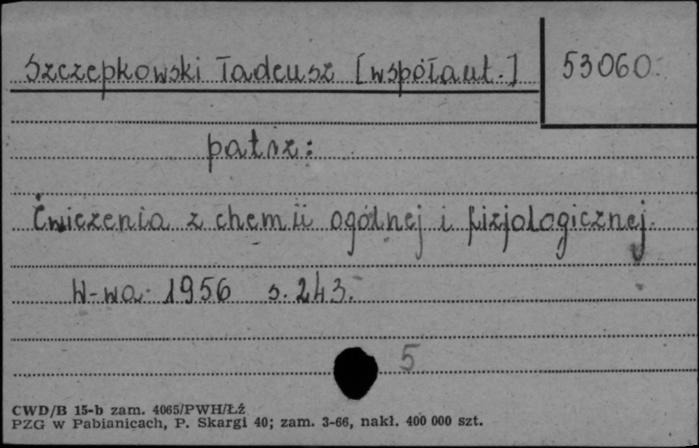 Szczepkowski Tadeusz [współaut.]
53060
patrz:
Ćwiczenia z chemii ogólnej i fizjologicznej.
W-wa 1956 s. 243.
5
CWD/B 15-b zam. 4065/PWH/Łź
PZG w Pabianicach, P. Skargi 40; zam. 3-66, nakł. 400 000 szt.